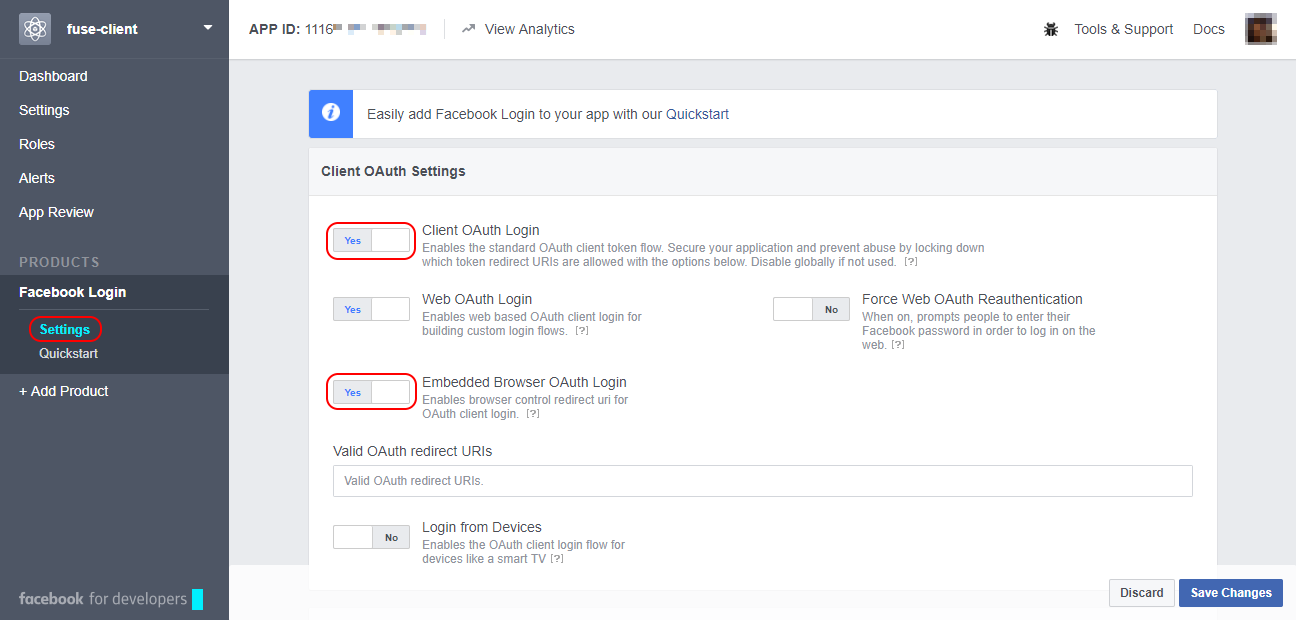 fuse-client
APP ID: 1116
View Analytics
Tools & Support
Docs
Dashboard
Settings
Roles
Alerts
App Review
PRODUCTS
Facebook Login
Settings
Quickstart
+ Add Product
facebook for developers
Easily add Facebook Login to your app with our Quickstart
Client OAuth Settings
Yes
Client OAuth Login
Enables the standard OAuth client token flow. Secure your application and prevent abuse by locking down
which token redirect URIs are allowed with the options below. Disable globally if not used. [?]
Yes
Web OAuth Login
Enables web based OAuth client login for
building custom login flows. [?]
No
Force Web OAuth Reauthentication
When on, prompts people to enter their
Facebook password in order to log in on the
web. [?]
Yes
Embedded Browser OAuth Login
Enables browser control redirect uri for
OAuth client login. [?]
Valid OAuth redirect URIs
Valid OAuth redirect URIs.
No
Login from Devices
Enables the OAuth client login flow for
devices like a smart TV [?]
Discard
Save Changes